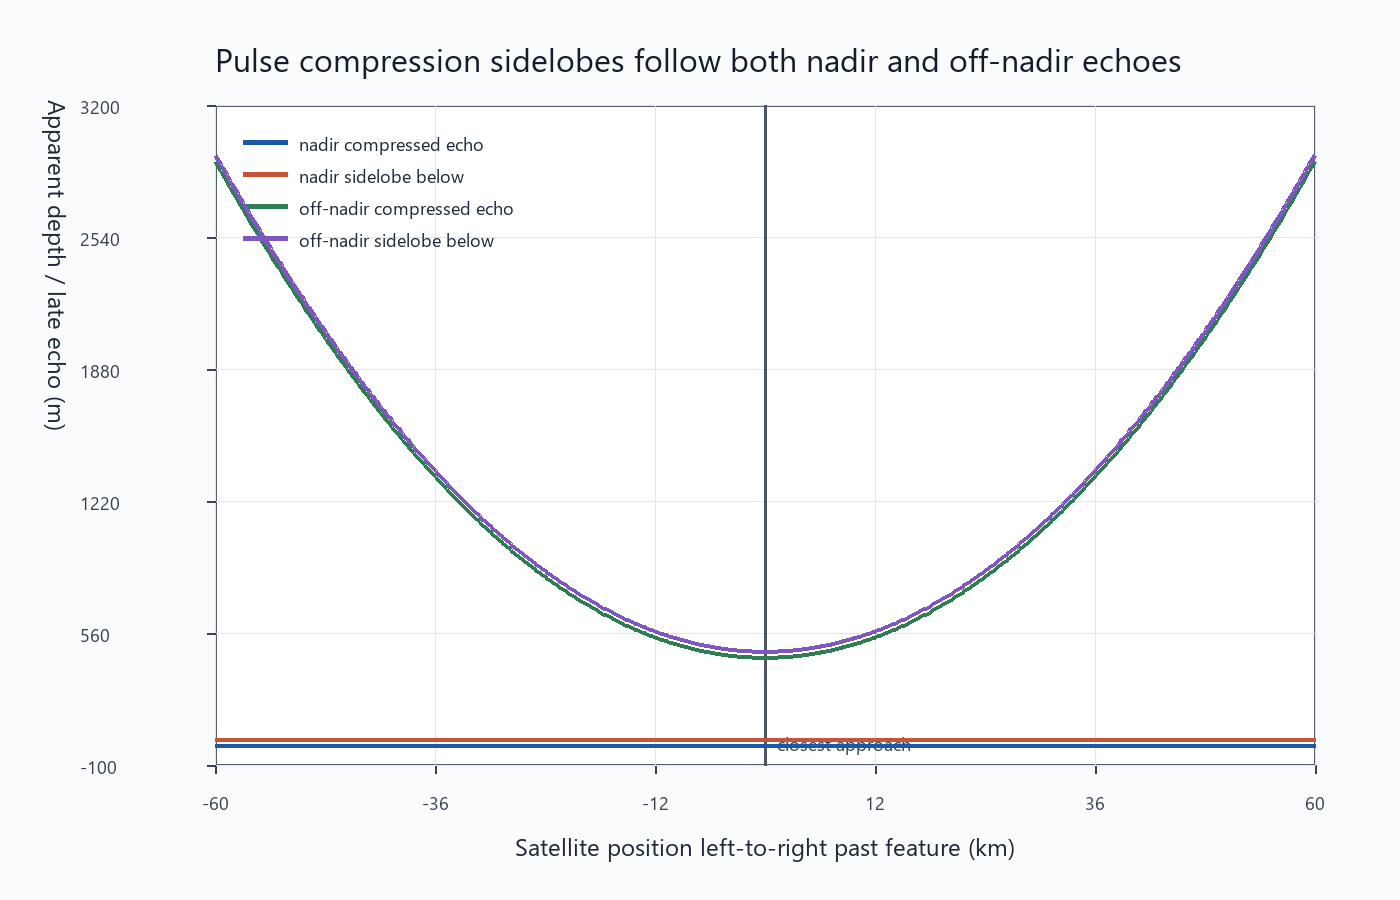 Pulse compression sidelobes follow both nadir and off-nadir echoes
Apparent depth / late echo (m)
3200
2540
1880
1220
560
-100
nadir compressed echo
nadir sidelobe below
off-nadir compressed echo
off-nadir sidelobe below
closest approach
-60
-36
-12
12
36
60
Satellite position left-to-right past feature (km)